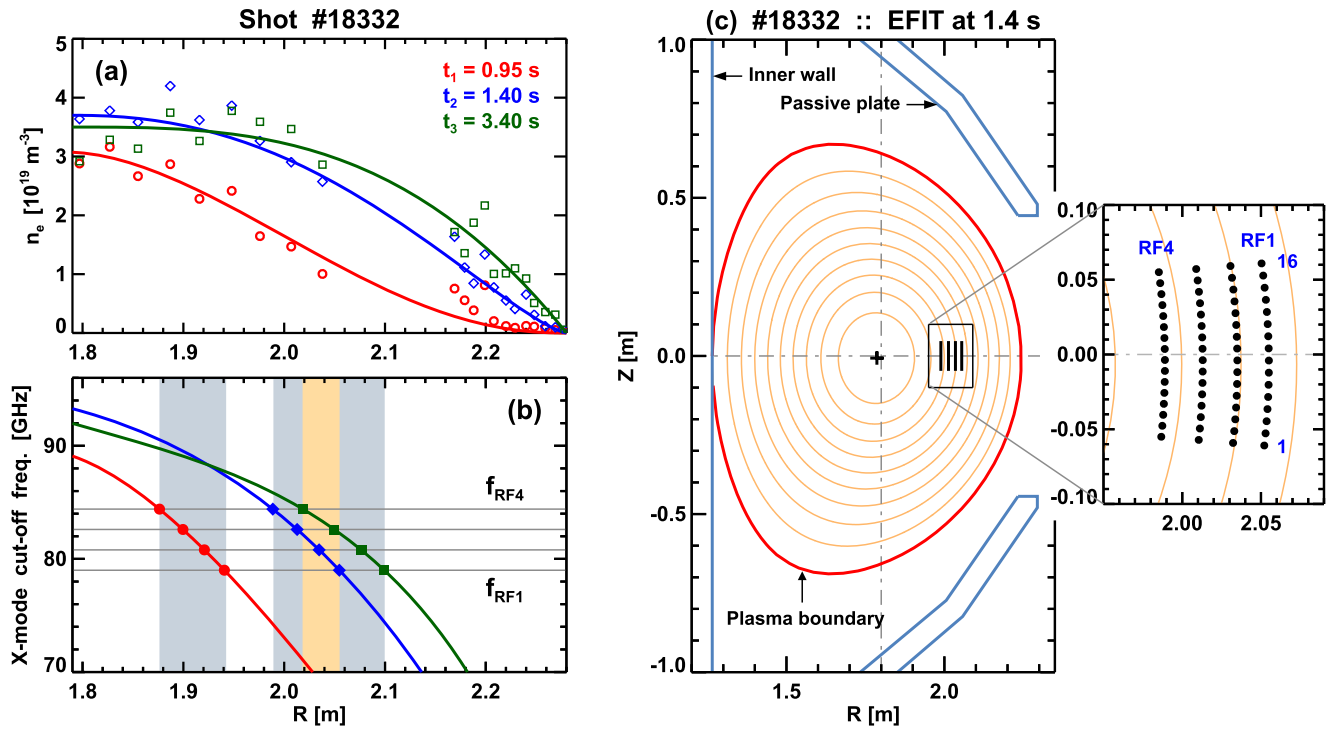 Shot #18332
(a)
t₁ = 0.95 s
t₂ = 1.40 s
t₃ = 3.40 s
nₑ [10¹⁹ m⁻³]
5
4
3
2
1
0
1.8 1.9 2.0 2.1 2.2
(b)
X-mode cut-off freq. [GHz]
90
80
70
f_RF4
f_RF1
1.8 1.9 2.0 2.1 2.2
R [m]
(c) #18332 :: EFIT at 1.4 s
Z [m]
1.0
0.5
0.0
-0.5
-1.0
Inner wall
Passive plate
Plasma boundary
1.5 2.0
R [m]
0.10
0.05
0.00
-0.05
-0.10
RF4 RF1
16
1
2.00 2.05